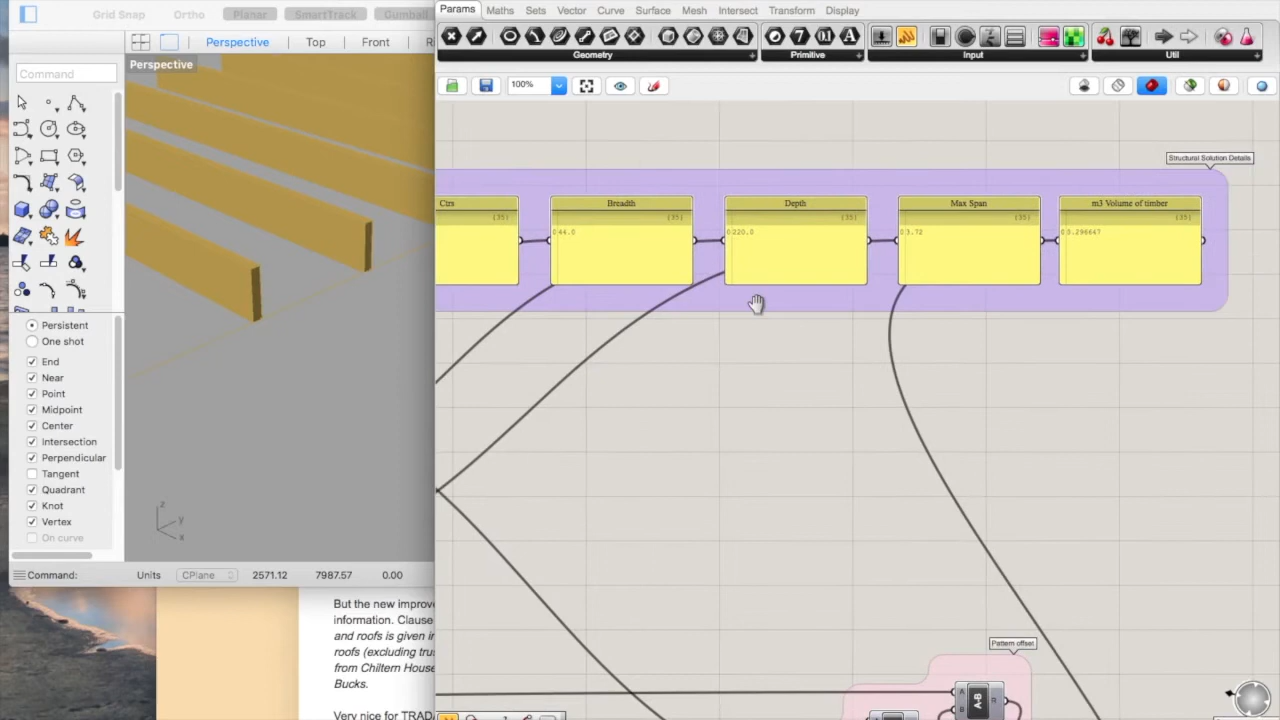 Grid Snap Ortho Planar SmartTrack Gumball
Params Maths Sets Vector Curve Surface Mesh Intersect Transform Display
Perspective Top Front R
Geometry Primitive Input Util
Perspective
Command
100%
Structural Solution Details
Ctrs Breadth Depth Max Span m3 Volume of timber
{35} {35} {35} {35} {35}
0 44.0 0 220.0 0 3.72
Persistent
One shot
End
Near
Point
Midpoint
Center
Intersection
Perpendicular
Tangent
Quadrant
Knot
Vertex
On curve
z
y
x
Command: Units CPlane 2571.12 7987.57 0.00
But the new improve
information. Clause
and roofs is given in
roofs (excluding tru
from Chiltern House
Bucks.
Very nice for TRADA
Pattern offset
A
B
A-B
R